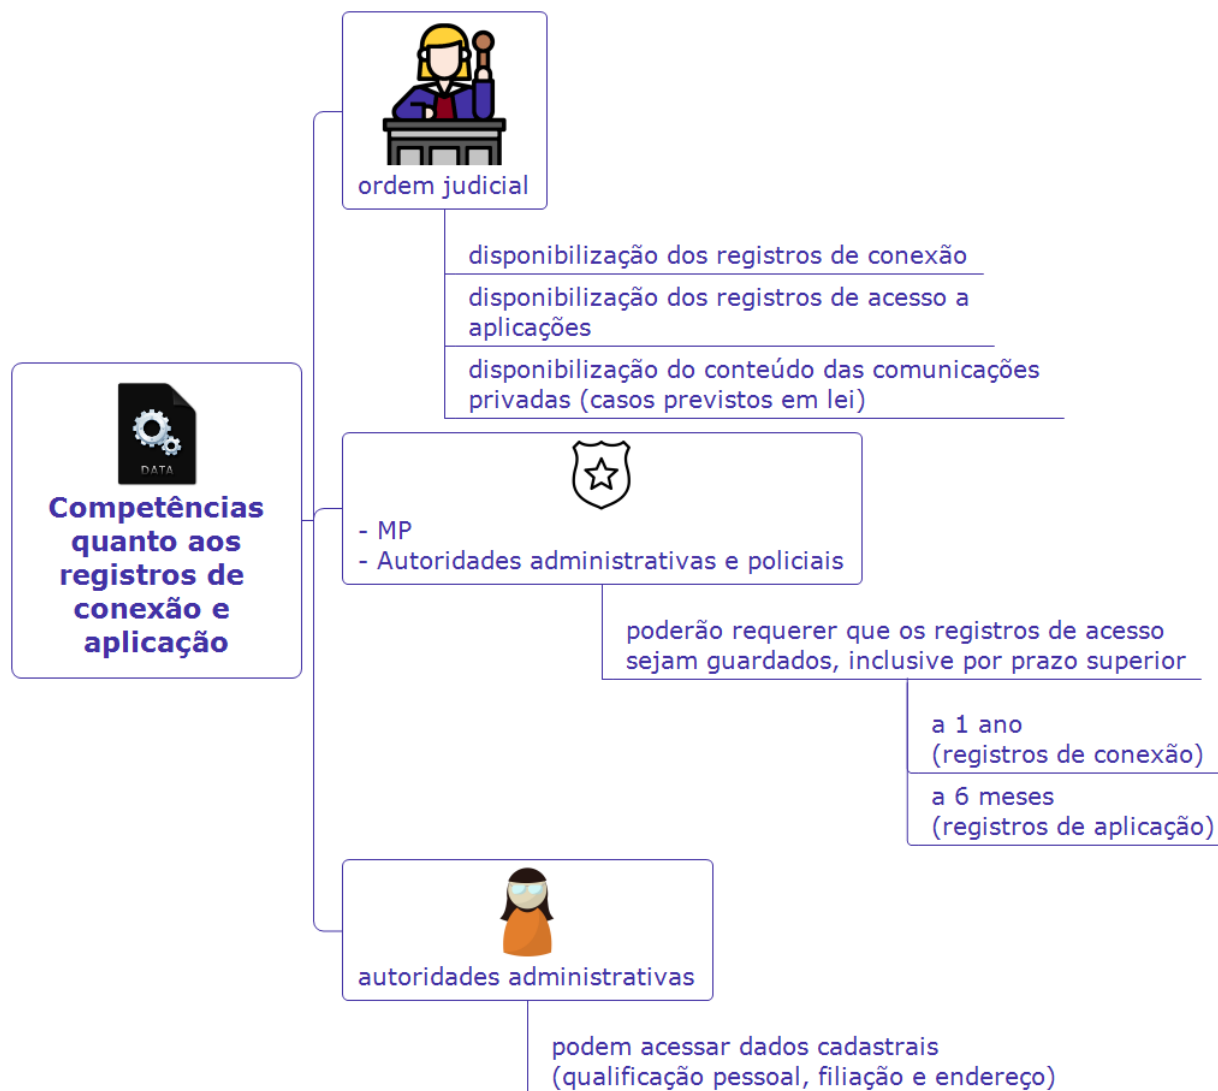 ordem judicial
disponibilização dos registros de conexão
disponibilização dos registros de acesso a
aplicações
disponibilização do conteúdo das comunicações
privadas (casos previstos em lei)
DATA
Competências
quanto aos
registros de
conexão e
aplicação
- MP
- Autoridades administrativas e policiais
poderão requerer que os registros de acesso
sejam guardados, inclusive por prazo superior
a 1 ano
(registros de conexão)
a 6 meses
(registros de aplicação)
autoridades administrativas
podem acessar dados cadastrais
(qualificação pessoal, filiação e endereço)